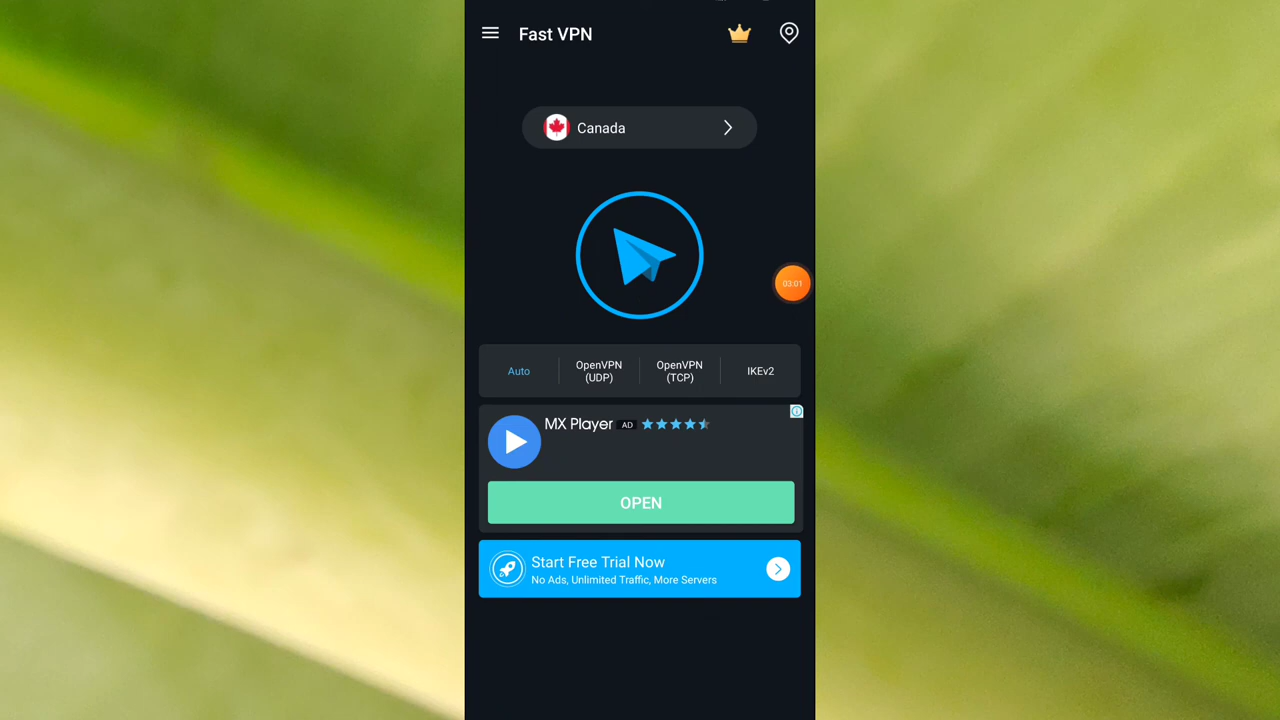 Fast VPN
Canada
03:01
Auto
OpenVPN
(UDP)
OpenVPN
(TCP)
IKEv2
MX Player AD
OPEN
Start Free Trial Now
No Ads, Unlimited Traffic, More Servers